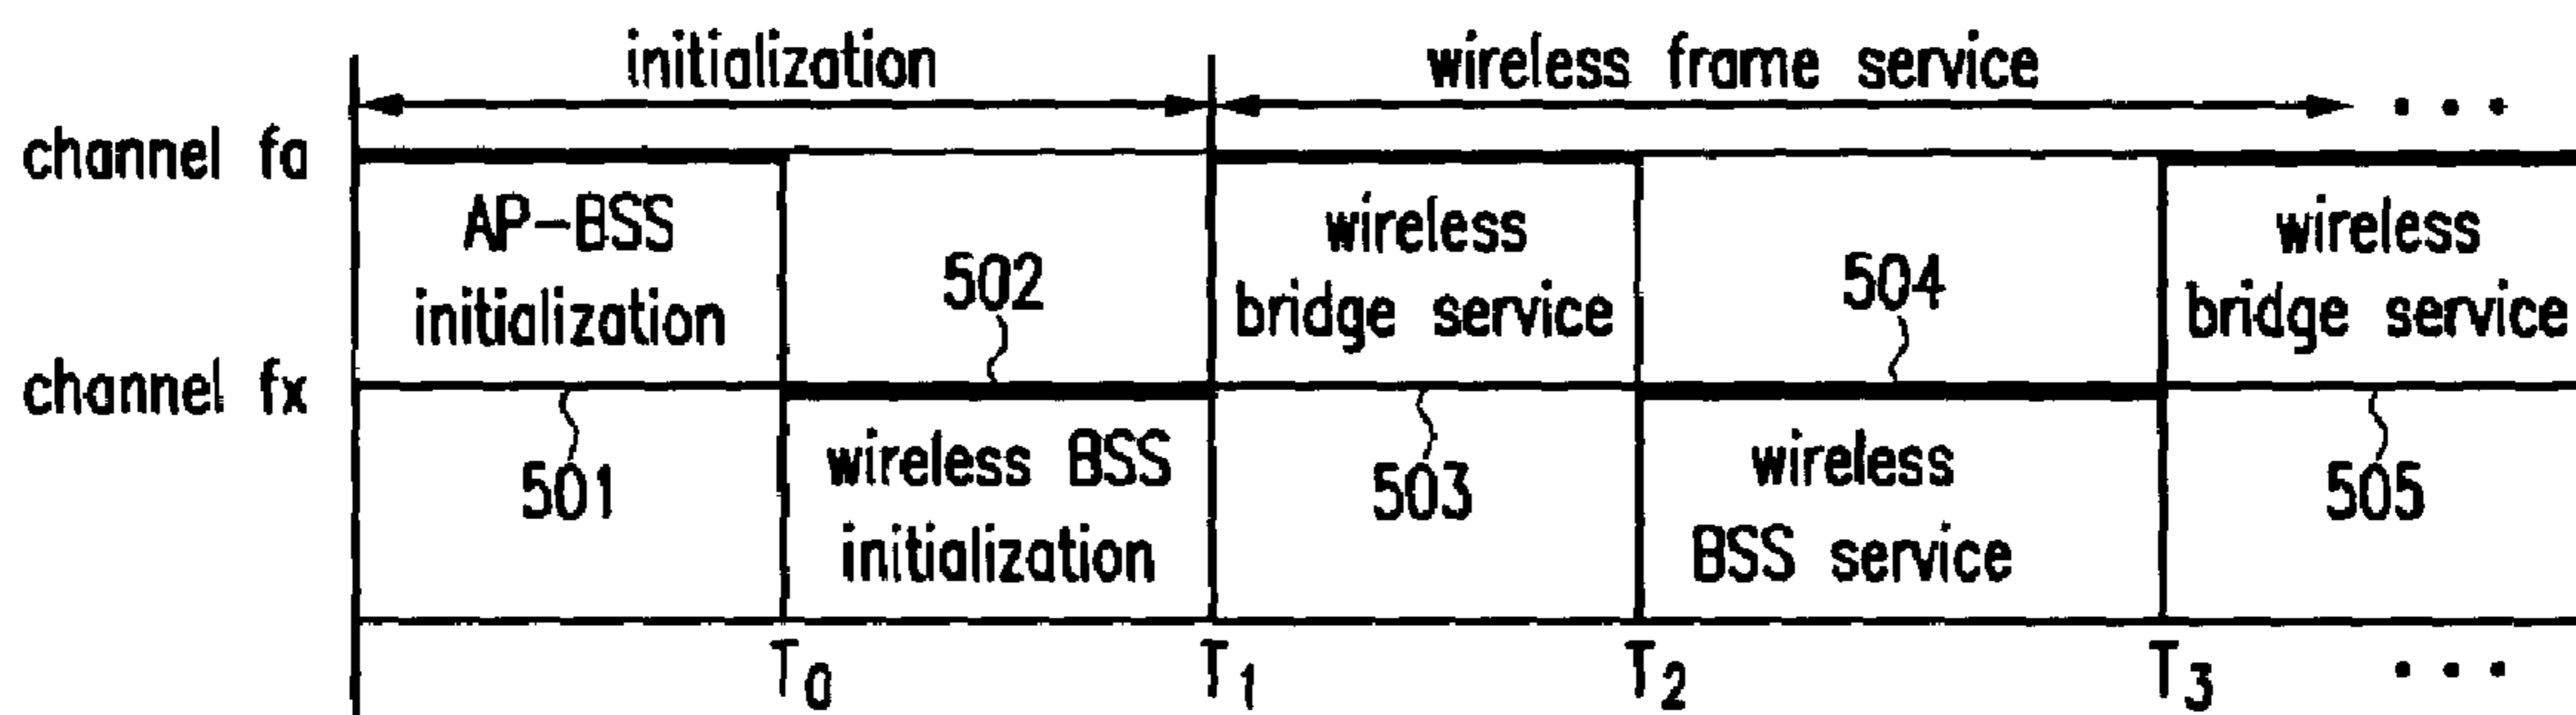 initialization wireless frame service
channel fa
AP-BSS initialization
502
wireless bridge service
504
wireless bridge service
channel fx
501
wireless BSS initialization
503
wireless BSS service
505
T0 T1 T2 T3 . . .